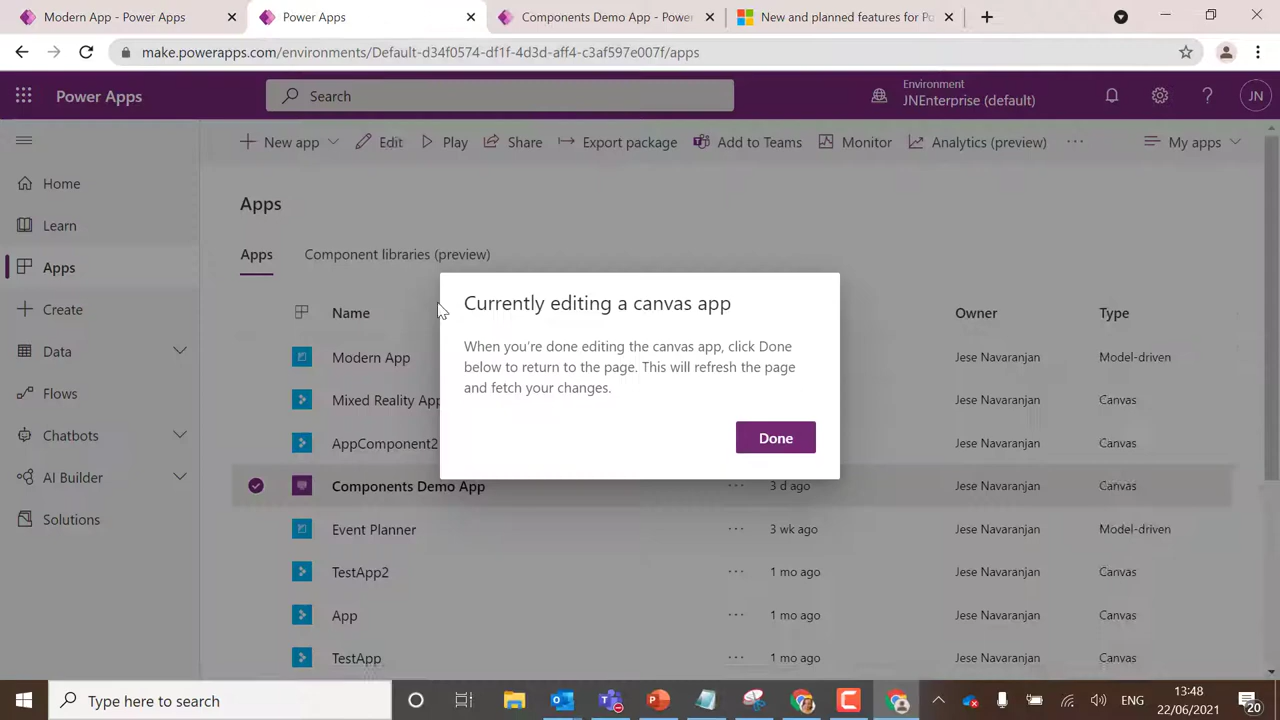 Modern App - Power Apps
Power Apps
Components Demo App - Power
New and planned features for P
make.powerapps.com/environments/Default-d34f0574-df1f-4d3d-aff4-c3af597e007f/apps
Power Apps
Search
Environment
JNEnterprise (default)
JN
New app
Edit
Play
Share
Export package
Add to Teams
Monitor
Analytics (preview)
My apps
Home
Learn
Apps
Create
Data
Flows
Chatbots
AI Builder
Solutions
Apps
Apps
Component libraries (preview)
Name
Owner
Type
Modern App
Jese Navaranjan
Model-driven
Mixed Reality App
Jese Navaranjan
Canvas
AppComponent2
Jese Navaranjan
Canvas
Components Demo App
3 d ago
Jese Navaranjan
Canvas
Event Planner
3 wk ago
Jese Navaranjan
Model-driven
TestApp2
1 mo ago
Jese Navaranjan
Canvas
App
1 mo ago
Jese Navaranjan
Canvas
TestApp
1 mo ago
Jese Navaranjan
Canvas
Currently editing a canvas app
When you're done editing the canvas app, click Done
below to return to the page. This will refresh the page
and fetch your changes.
Done
Type here to search
ENG
13:48
22/06/2021
20